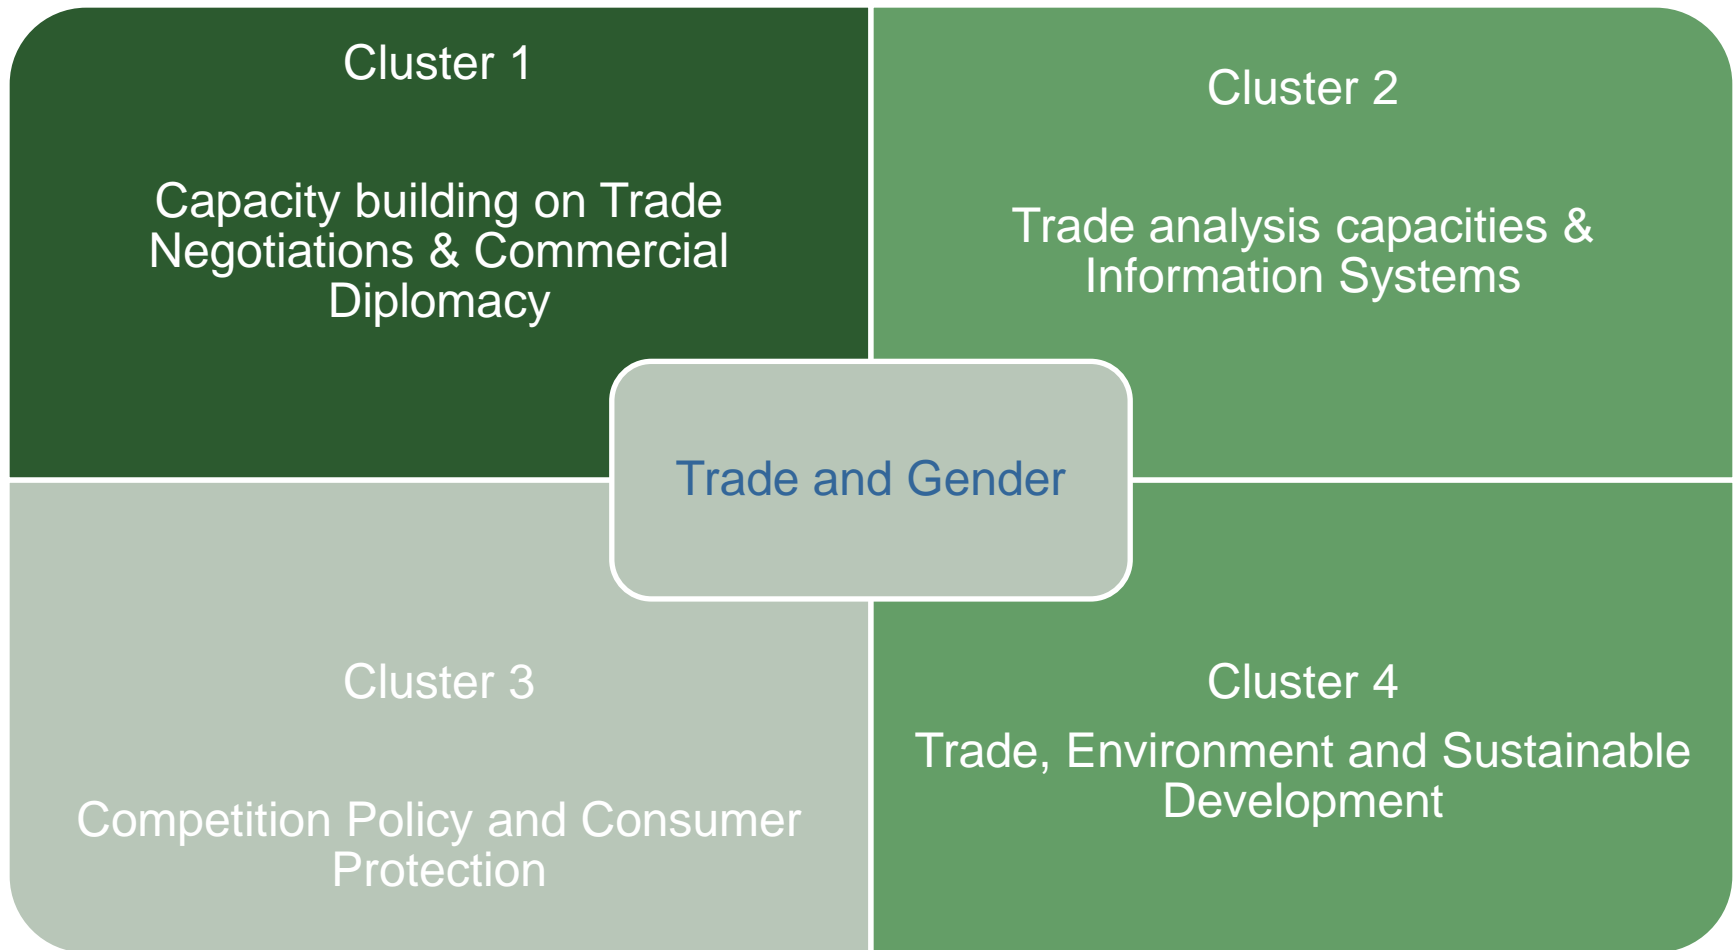 Cluster 1
Capacity building on Trade
Negotiations & Commercial
Diplomacy
Cluster 2
Trade analysis capacities &
Information Systems
Trade and Gender
Cluster 3
Competition Policy and Consumer
Protection
Cluster 4
Trade, Environment and Sustainable
Development